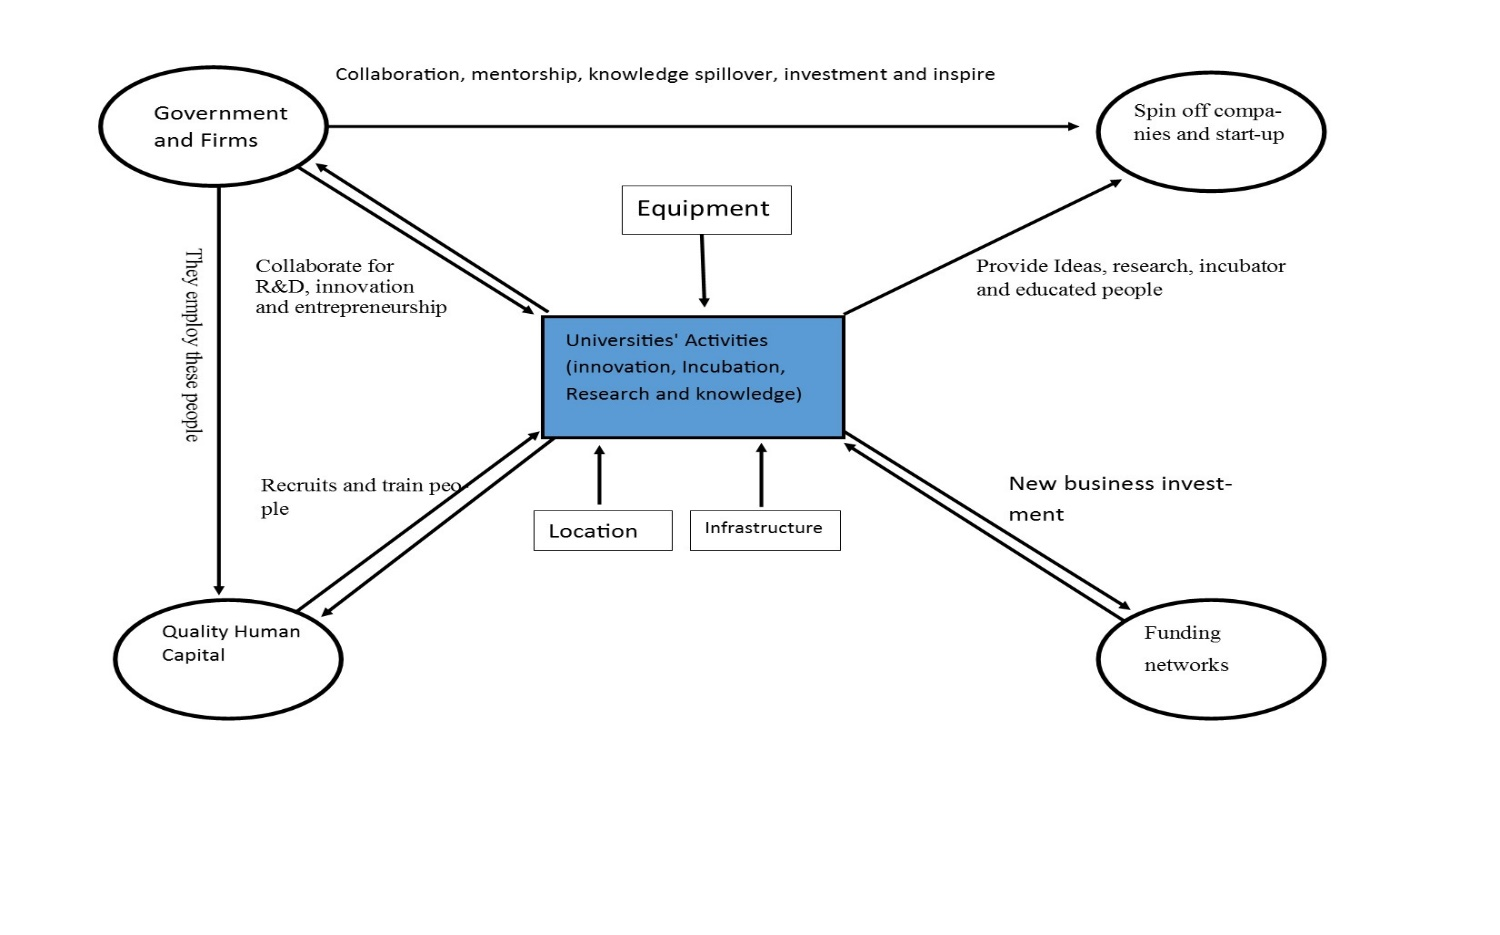 Collaboration, mentorship, knowledge spillover, investment and inspire
Government
and Firms
Spin off compa-
nies and start-up
Equipment
They employ these people
Collaborate for
R&D, innovation
and entrepreneurship
Provide Ideas, research, incubator
and educated people
Universities' Activities
(innovation, Incubation,
Research and knowledge)
Recruits and train peo-
ple
New business invest-
ment
Location
Infrastructure
Quality Human
Capital
Funding
networks